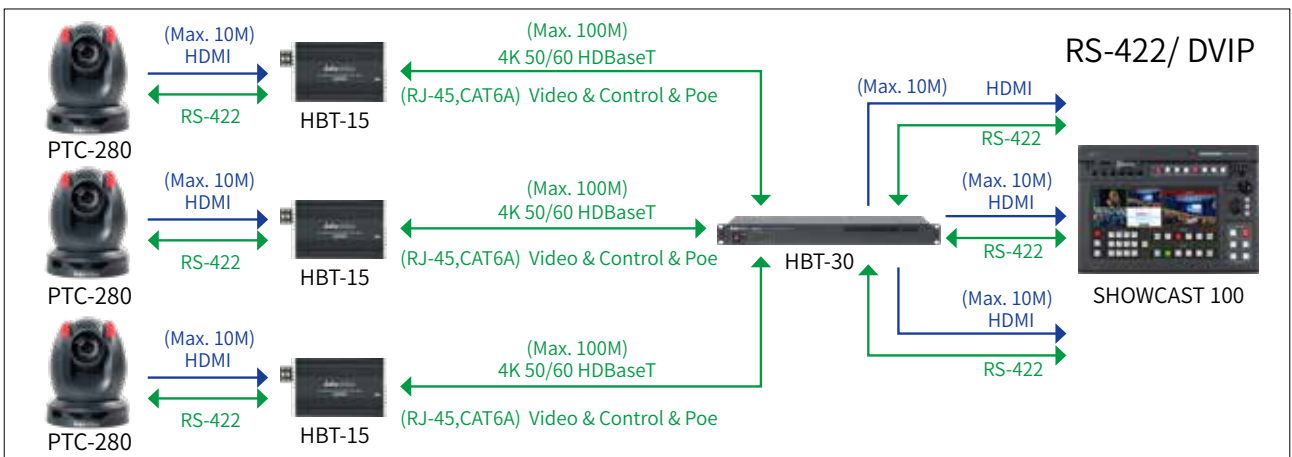 RS-422/ DVIP
(Max. 10M)
HDMI
RS-422
PTC-280
HBT-15
(Max. 100M)
4K 50/60 HDBaseT
(RJ-45,CAT6A) Video & Control & Poe
(Max. 10M)
HDMI
RS-422
PTC-280
HBT-15
(Max. 100M)
4K 50/60 HDBaseT
(RJ-45,CAT6A) Video & Control & Poe
(Max. 10M)
HDMI
RS-422
PTC-280
HBT-15
(Max. 100M)
4K 50/60 HDBaseT
(RJ-45,CAT6A) Video & Control & Poe
HBT-30
(Max. 10M) HDMI
RS-422
(Max. 10M)
HDMI
RS-422
(Max. 10M)
HDMI
RS-422
SHOWCAST 100